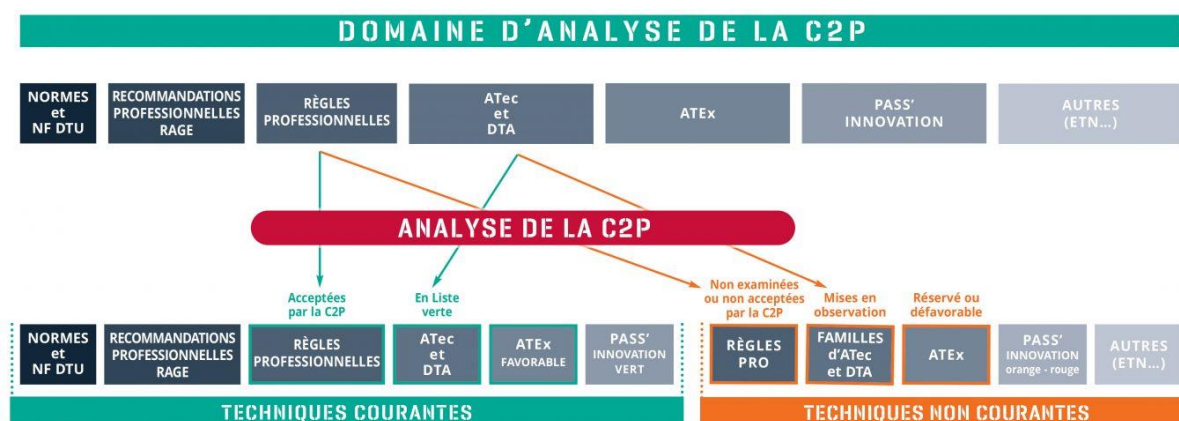 DOMAINE D'ANALYSE DE LA C2P
NORMES
et
NF DTU
RECOMMANDATIONS
PROFESSIONNELLES
RAGE
RÈGLES
PROFESSIONNELLES
ATec
et
DTA
ATEx
PASS'
INNOVATION
AUTRES
(ETN...)
ANALYSE DE LA C2P
Acceptées
par la C2P
En Liste
verte
Non examinées
ou non acceptées
par la C2P
Mises en
observation
Réservé ou
défavorable
NORMES
et
NF DTU
RECOMMANDATIONS
PROFESSIONNELLES
RAGE
RÈGLES
PROFESSIONNELLES
ATec
et
DTA
ATEx
FAVORABLE
PASS'
INNOVATION
VERT
RÈGLES
PRO
FAMILLES
d'ATec
et DTA
ATEx
PASS'
INNOVATION
orange - rouge
AUTRES
(ETN...)
TECHNIQUES COURANTES
TECHNIQUES NON COURANTES